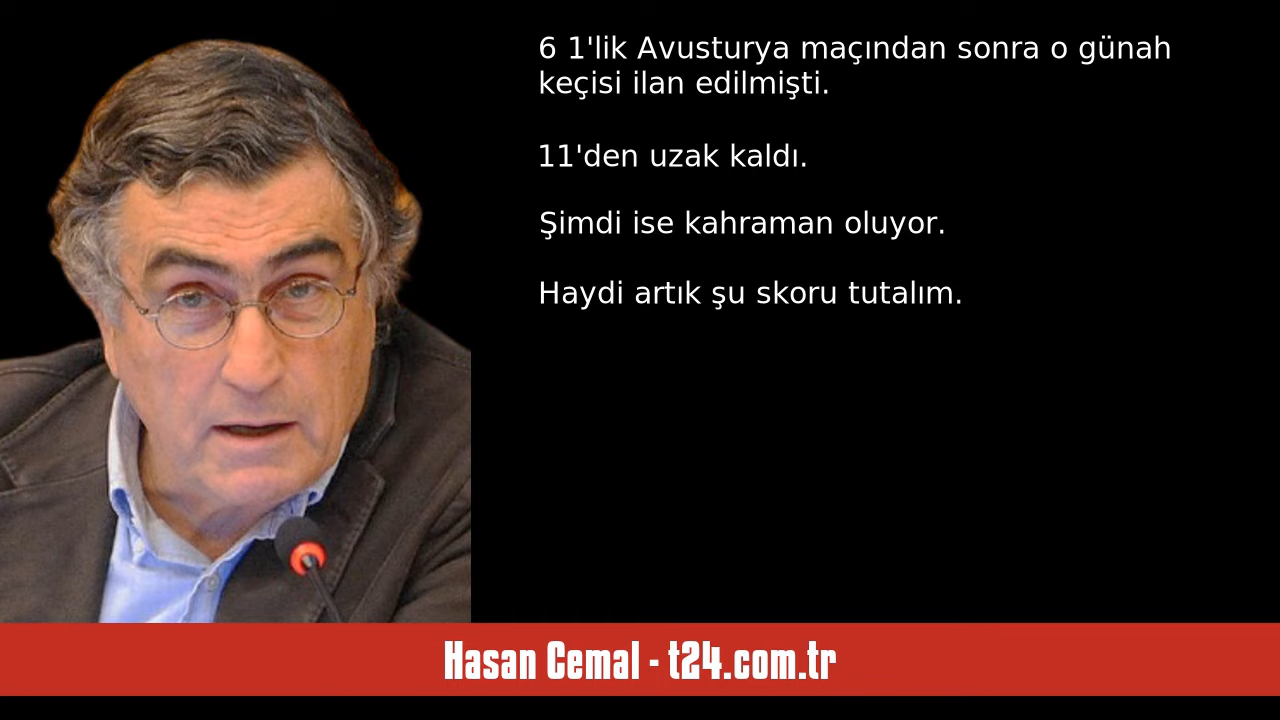 6 1'lik Avusturya maçından sonra o günah
keçisi ilan edilmişti.
11'den uzak kaldı.
Şimdi ise kahraman oluyor.
Haydi artık şu skoru tutalım.
Hasan Cemal - t24.com.tr